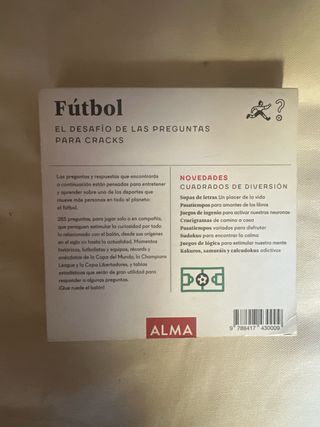 Fútbol
?
EL DESAFÍO DE LAS PREGUNTAS
PARA CRACKS
Las preguntas y respuestas que encontrarás
a continuación están pensadas para entretener
y aprender sobre uno de los deportes que
mueve más personas en todo el planeta:
el fútbol.
265 preguntas, para jugar solo o en compañía,
que persiguen estimular la curiosidad por todo
lo relacionado con el balón, desde sus orígenes
en el siglo XIX hasta la actualidad. Momentos
históricos, futbolistas y equipos, récords y
anécdotas de la Copa del Mundo, la Champions
League y la Copa Libertadores, y tablas
estadísticas que serán de gran utilidad para
responder a algunas preguntas.
¡Que ruede el balón!
NOVEDADES
CUADRADOS DE DIVERSIÓN
Sopas de letras Un placer de la vida
Pasatiempos para amantes de los libros
Juegos de ingenio para activar nuestras neuronas
Crucigramas de camino a casa
Pasatiempos variados para disfrutar
Sudokus para encontrar la calma
Juegos de lógica para estimular nuestra mente
Kakuros, samuráis y calcudokus adictivos
ALMA
9 788417 430009